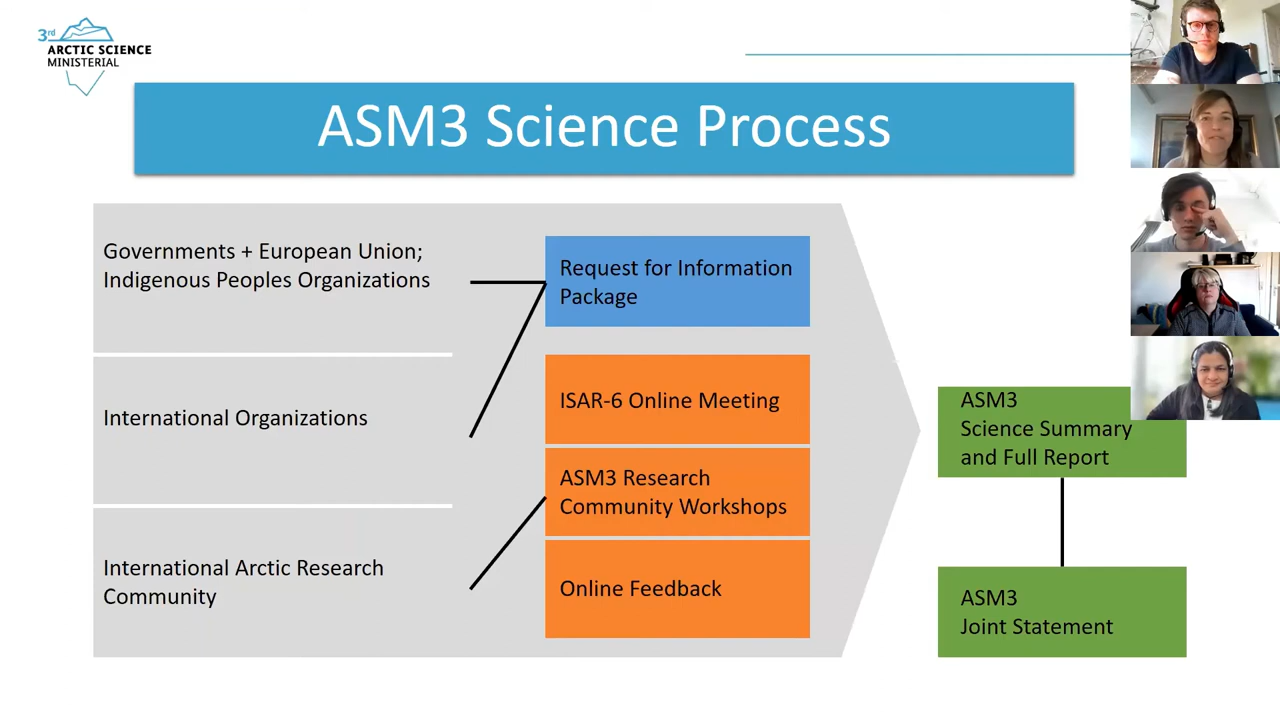 3rd
ARCTIC SCIENCE
MINISTERIAL
ASM3 Science Process
Governments + European Union;
Indigenous Peoples Organizations
International Organizations
International Arctic Research
Community
Request for Information
Package
ISAR-6 Online Meeting
ASM3 Research
Community Workshops
Online Feedback
ASM3
Science Summary
and Full Report
ASM3
Joint Statement